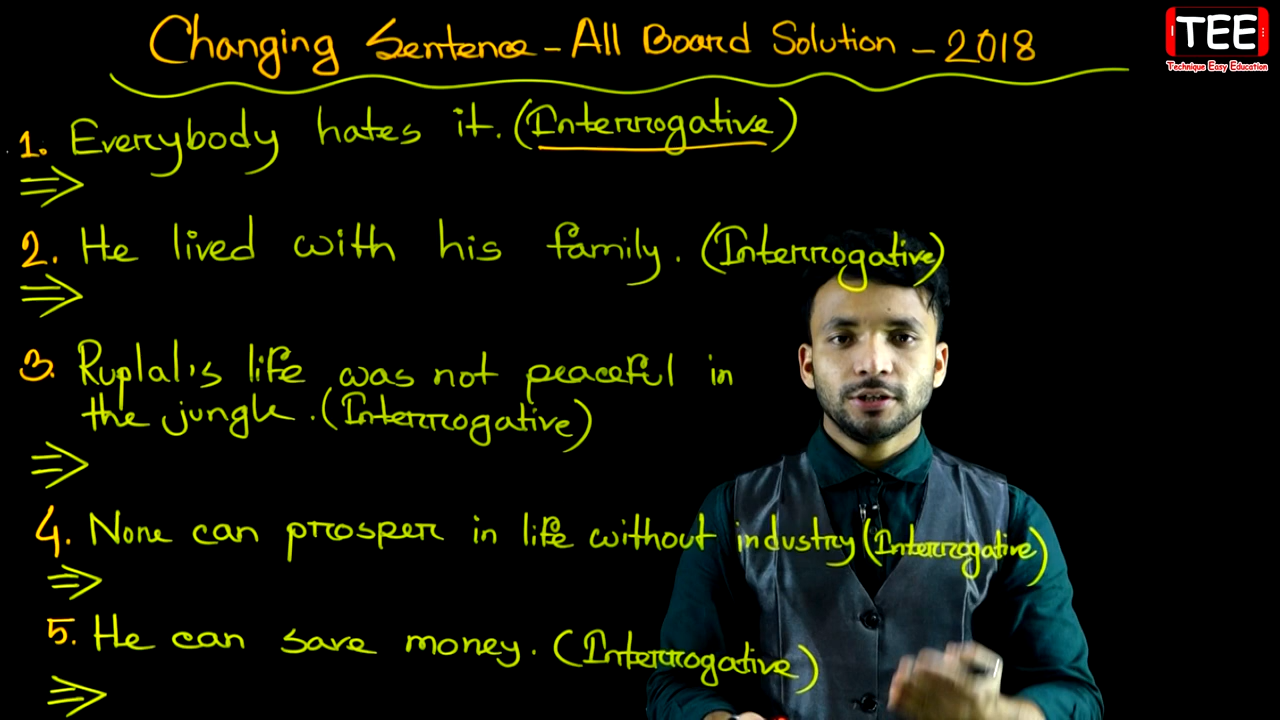 Changing Sentence - All Board Solution - 2018
TEE
Technique Easy Education
1. Everybody hates it. (Interrogative)
⇒
2. He lived with his family. (Interrogative)
⇒
3. Ruplal's life was not peaceful in
the jungle. (Interrogative)
⇒
4. None can prosper in life without industry (Interrogative)
⇒
5. He can save money. (Interrogative)
⇒